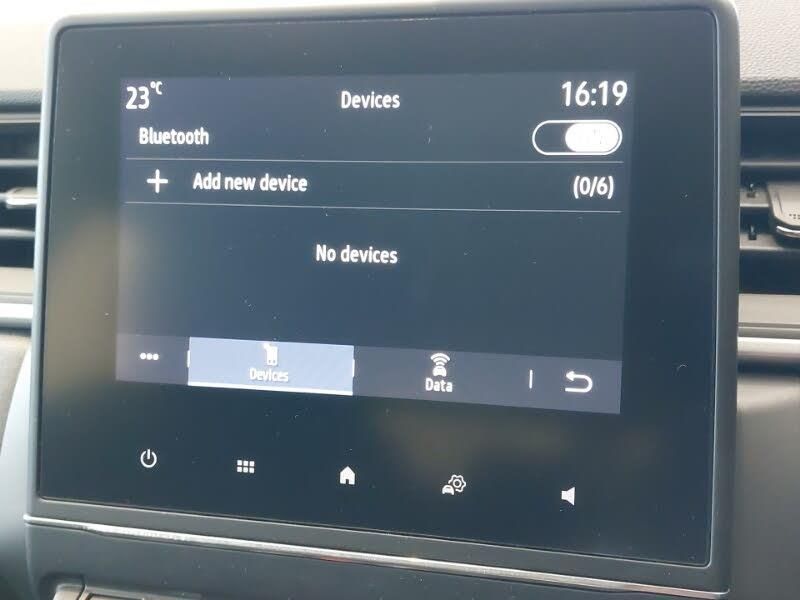 23°C Devices 16:19
Bluetooth
+ Add new device (0/6)
No devices
Devices Data